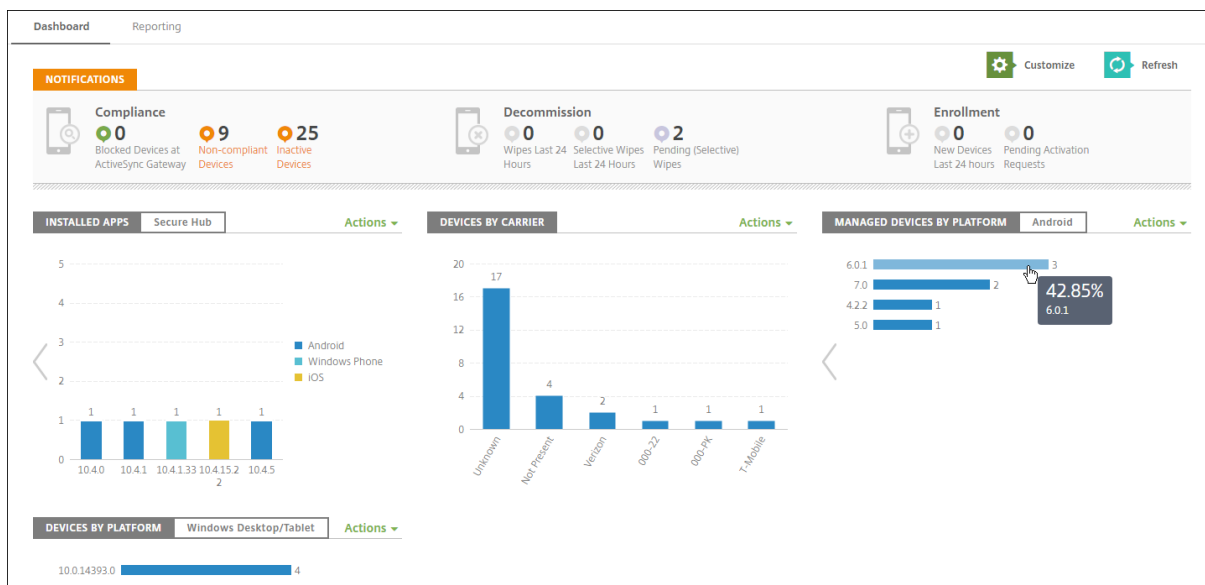 Dashboard
Reporting
Customize
Refresh
NOTIFICATIONS
Compliance
0
Blocked Devices at
ActiveSync Gateway
9
Non-compliant
Devices
25
Inactive
Devices
Decommission
0
Wipes Last 24
Hours
0
Selective Wipes
Last 24 Hours
2
Pending (Selective)
Wipes
Enrollment
0
New Devices
Last 24 hours
0
Pending Activation
Requests
INSTALLED APPS
Secure Hub
Actions
5
4
3
2
1
0
1
1
1
1
1
10.4.0
10.4.1
10.4.1.33
10.4.15.2
2
10.4.5
Android
Windows Phone
iOS
DEVICES BY CARRIER
Actions
20
16
12
8
4
0
17
4
2
1
1
1
Unknown
Not Present
Verizon
000-22
000-PK
T-Mobile
MANAGED DEVICES BY PLATFORM
Android
Actions
6.0.1
3
7.0
2
4.2.2
1
5.0
1
42.85%
6.0.1
DEVICES BY PLATFORM
Windows Desktop/Tablet
Actions
10.0.14393.0
4